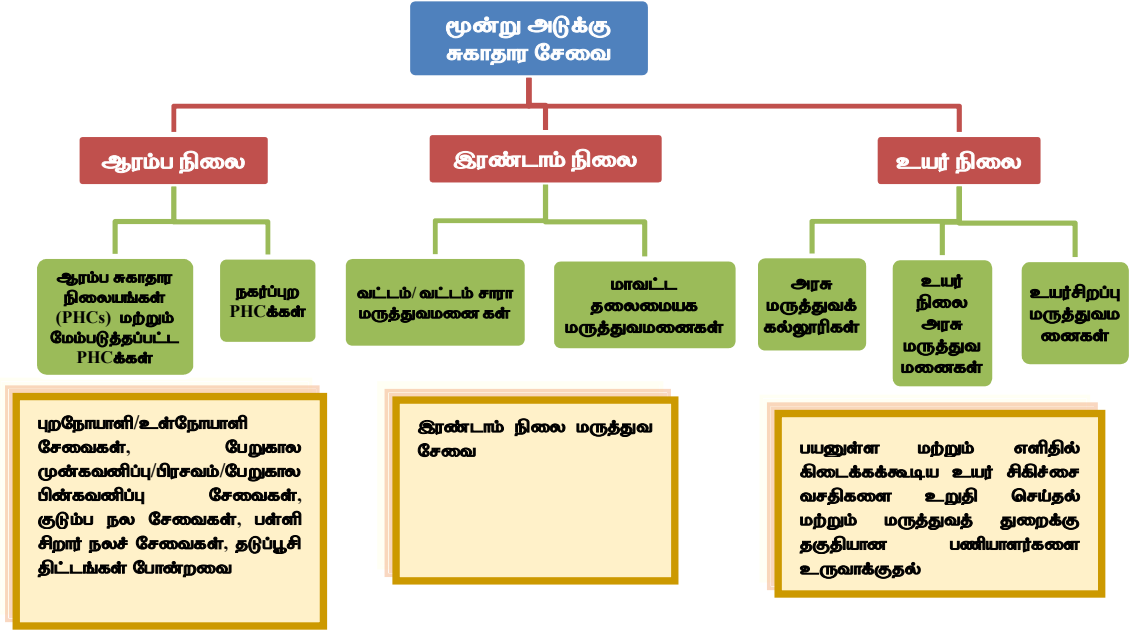 மூன்று அடுக்கு
சுகாதார சேவை
ஆரம்ப நிலை
இரண்டாம் நிலை
உயர் நிலை
ஆரம்ப சுகாதார
நிலையங்கள்
(PHCs) மற்றும்
மேம்படுத்தப்பட்ட
PHCக்கள்
நகர்ப்புற
PHCக்கள்
வட்டம்/ வட்டம் சாரா
மருத்துவமனை கள்
மாவட்ட
தலைமையக
மருத்துவமனைகள்
அரசு
மருத்துவக்
கல்லூரிகள்
உயர்
நிலை
அரசு
மருத்துவ
மனைகள்
உயர்சிறப்பு
மருத்துவம
னைகள்
புறநோயாளி/உள்நோயாளி
சேவைகள், பேறுகால
முன்கவனிப்பு/பிரசவம்/பேறுகால
பின்கவனிப்பு சேவைகள்,
குடும்ப நல சேவைகள், பள்ளி
சிறார் நலச் சேவைகள், தடுப்பூசி
திட்டங்கள் போன்றவை
இரண்டாம் நிலை மருத்துவ
சேவை
பயனுள்ள மற்றும் எளிதில்
கிடைக்கக்கூடிய உயர் சிகிச்சை
வசதிகளை உறுதி செய்தல்
மற்றும் மருத்துவத் துறைக்கு
தகுதியான பணியாளர்களை
உருவாக்குதல்